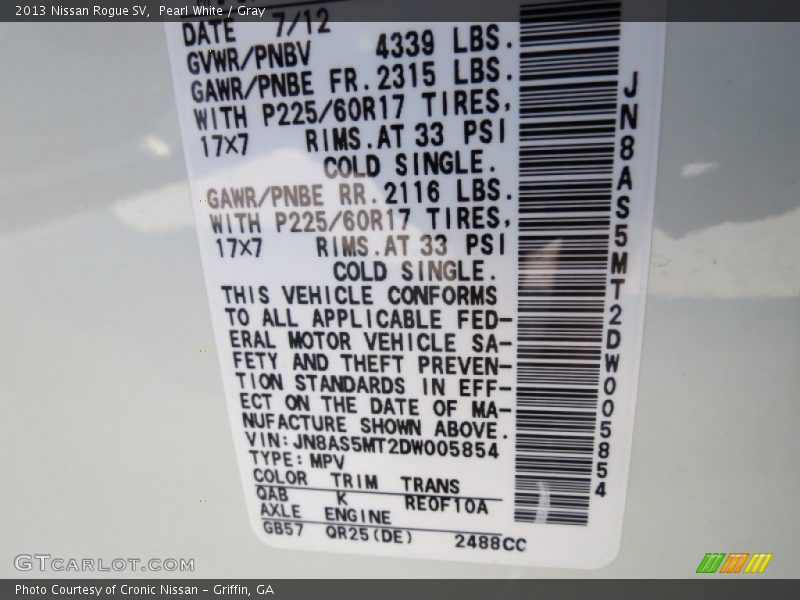 2013 Nissan Rogue SV, Pearl White / Gray
DATE 7/12
GVWR/PNBV 4339 LBS.
GAWR/PNBE FR.2315 LBS.
WITH P225/60R17 TIRES,
17X7 RIMS.AT 33 PSI
COLD SINGLE.
GAWR/PNBE RR.2116 LBS.
WITH P225/60R17 TIRES,
17X7 RIMS.AT 33 PSI
COLD SINGLE.
THIS VEHICLE CONFORMS
TO ALL APPLICABLE FED-
ERAL MOTOR VEHICLE SA-
FETY AND THEFT PREVEN-
TION STANDARDS IN EFF-
ECT ON THE DATE OF MA-
NUFACTURE SHOWN ABOVE.
VIN:JN8AS5MT2DW005854
TYPE:MPV
COLOR TRIM TRANS
QAB K RE0F10A
AXLE ENGINE
GB57 QR25(DE) 2488CC
JN8AS5MT2DW005854
GTCARLOT.COM
Photo Courtesy of Cronic Nissan - Griffin, GA